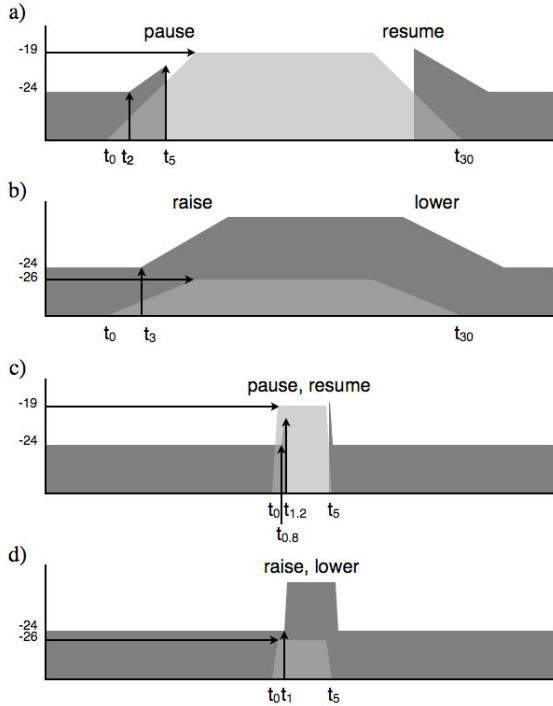 a)
pause resume
-19
-24
t0 t2 t5 t30
b)
raise lower
-24
-26
t0 t3 t30
c)
pause, resume
-19
-24
t0 t1.2 t5
t0.8
d)
raise, lower
-24
-26
t0 t1 t5